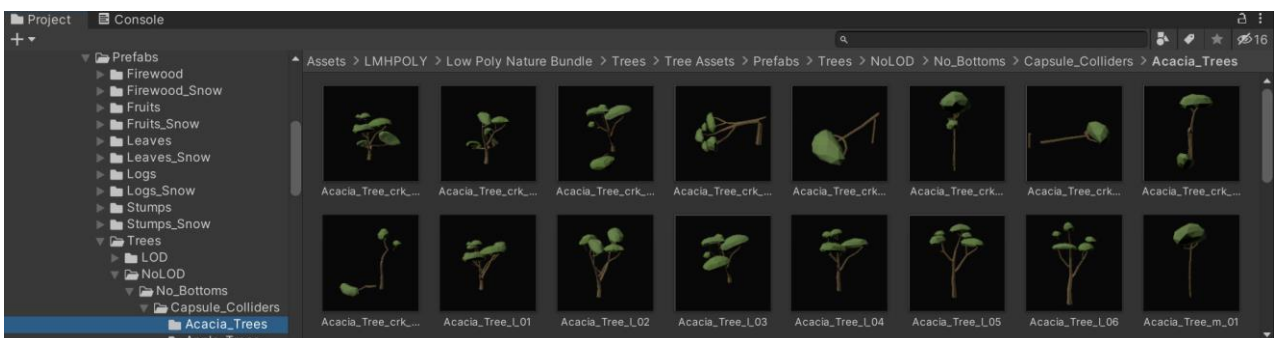 Project Console
16
Prefabs
Firewood
Firewood_Snow
Fruits
Fruits_Snow
Leaves
Leaves_Snow
Logs
Logs_Snow
Stumps
Stumps_Snow
Trees
LOD
NoLOD
No_Bottoms
Capsule_Colliders
Acacia_Trees
Assets > LMHPOLY > Low Poly Nature Bundle > Trees > Tree Assets > Prefabs > Trees > NoLOD > No_Bottoms > Capsule_Colliders > Acacia_Trees
Acacia_Tree_crk_... Acacia_Tree_crk_... Acacia_Tree_crk_... Acacia_Tree_crk_... Acacia_Tree_crk... Acacia_Tree_crk... Acacia_Tree_crk... Acacia_Tree_crk_...
Acacia_Tree_crk_... Acacia_Tree_L_01 Acacia_Tree_L_02 Acacia_Tree_L_03 Acacia_Tree_L_04 Acacia_Tree_L_05 Acacia_Tree_L_06 Acacia_Tree_m_01